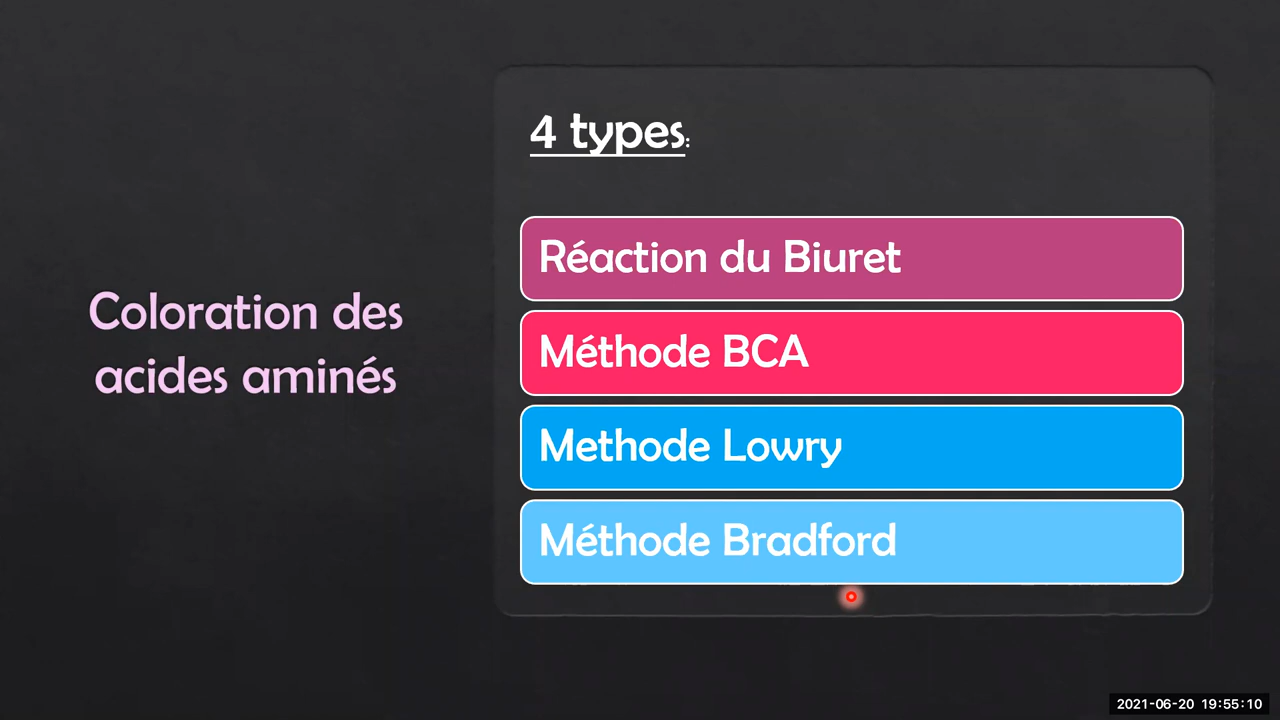 Coloration des
acides aminés
4 types:
Réaction du Biuret
Méthode BCA
Methode Lowry
Méthode Bradford
2021-06-20 19:55:10